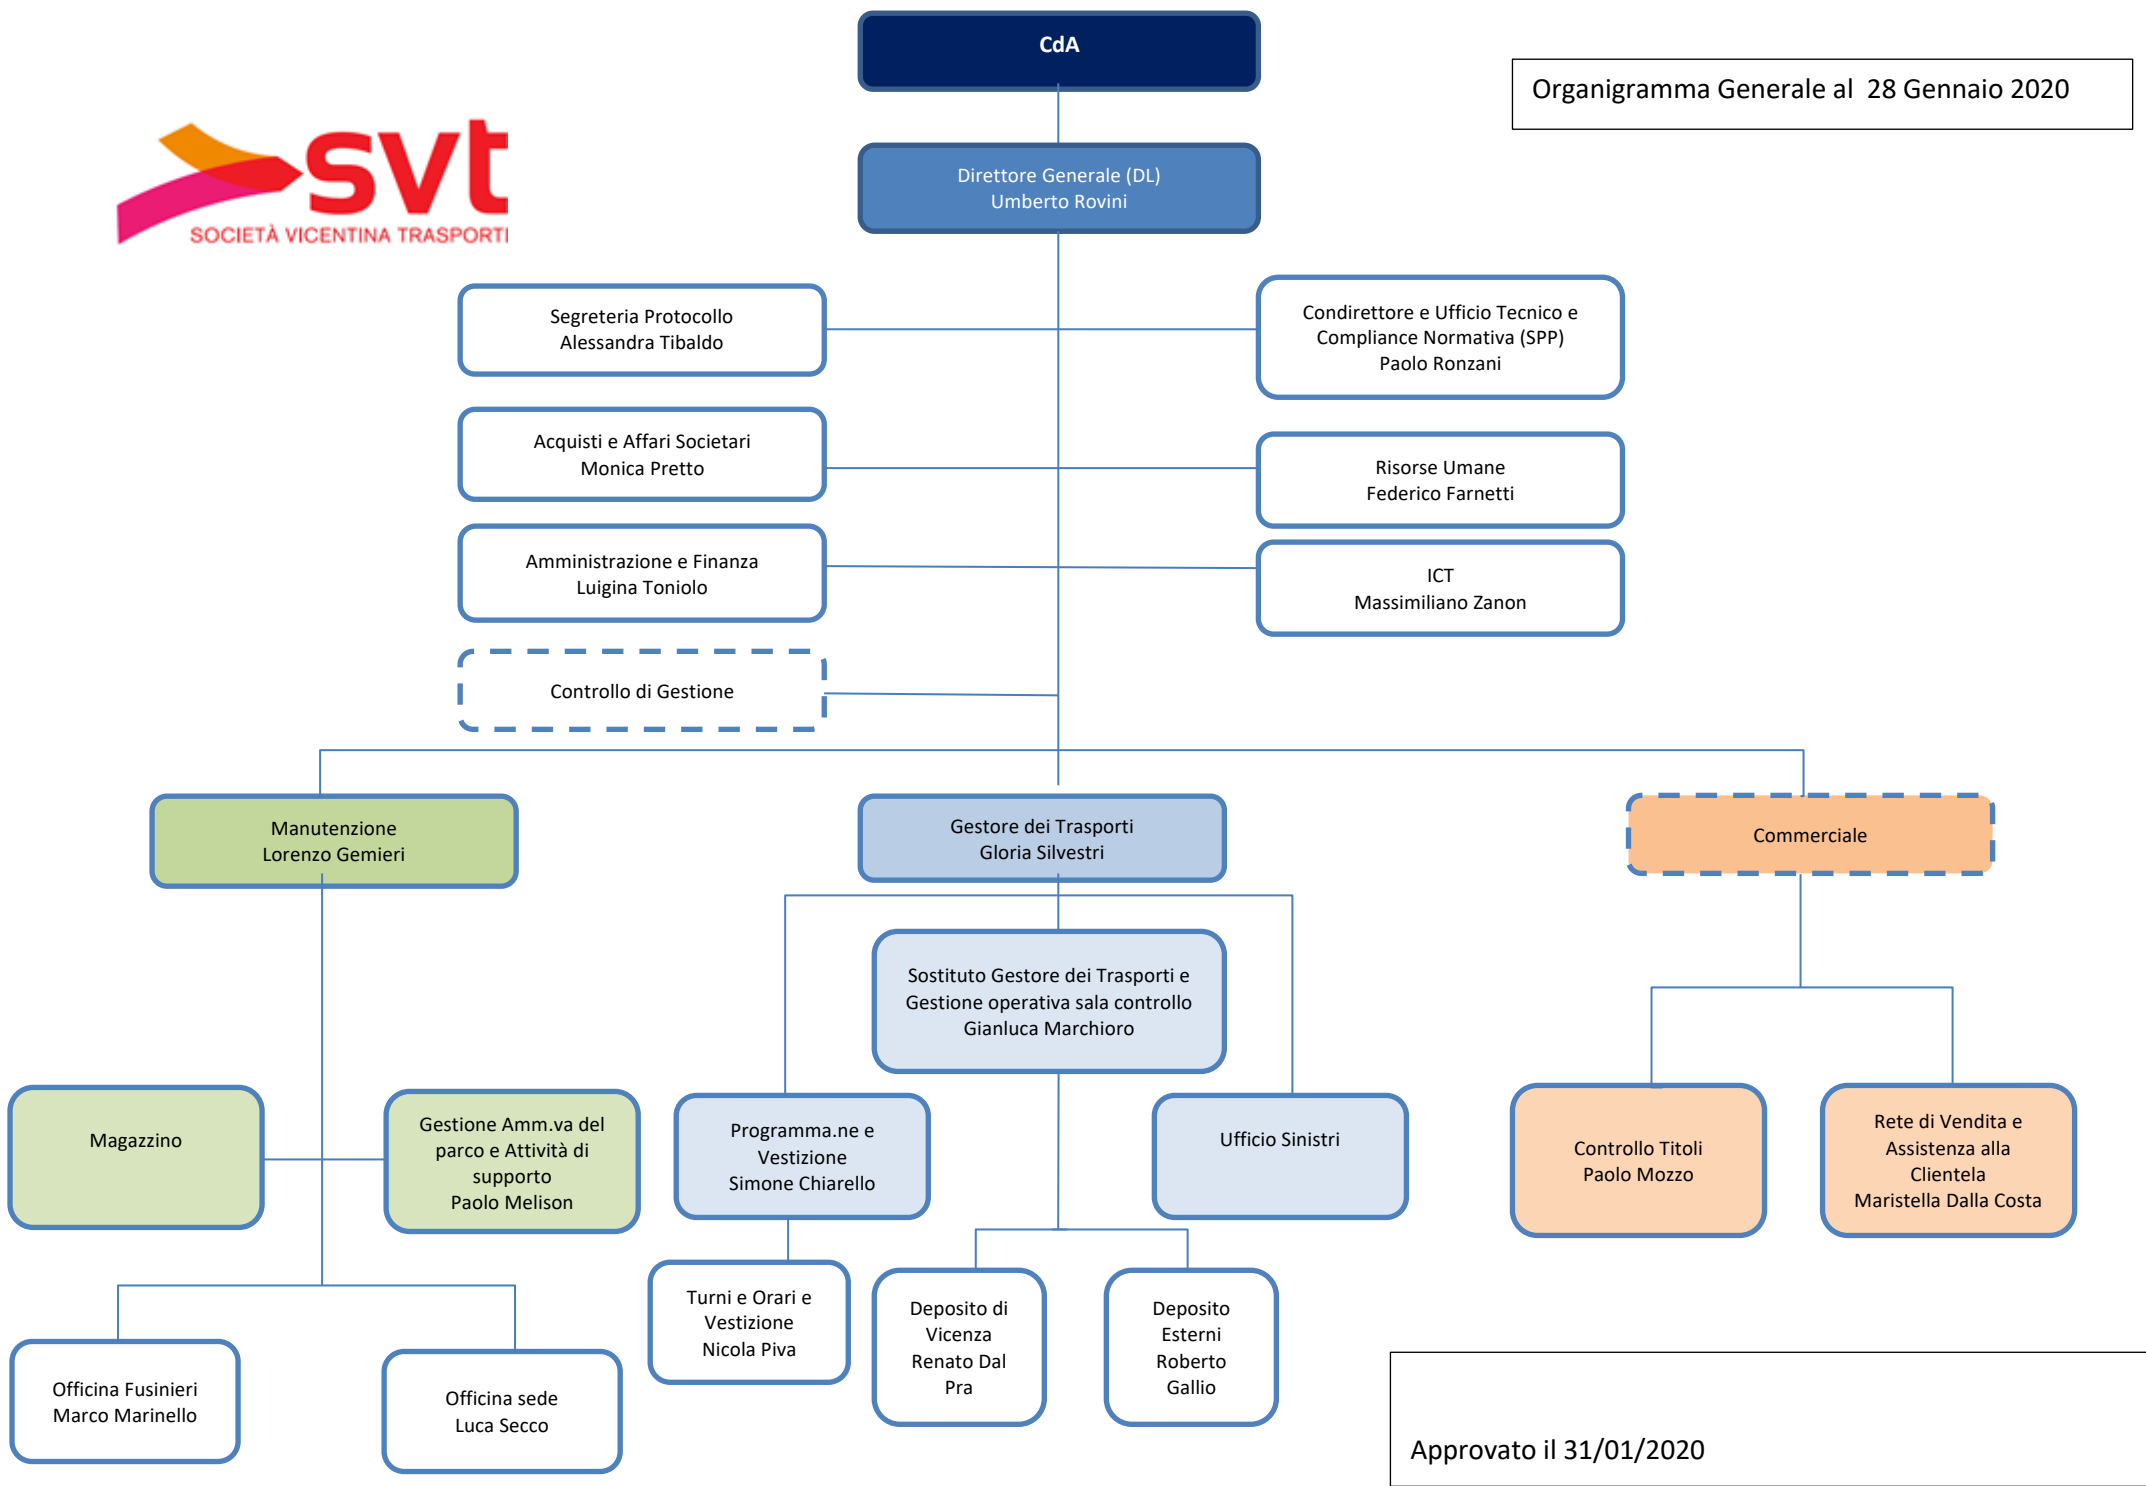 CdA
Organigramma Generale al  28 Gennaio 2020
svt
SOCIETÀ VICENTINA TRASPORTI
Direttore Generale (DL)
Umberto Rovini
Segreteria Protocollo
Alessandra Tibaldo
Condirettore e Ufficio Tecnico e
Compliance Normativa (SPP)
Paolo Ronzani
Acquisti e Affari Societari
Monica Pretto
Risorse Umane
Federico Farnetti
Amministrazione e Finanza
Luigina Toniolo
ICT
Massimiliano Zanon
Controllo di Gestione
Manutenzione
Lorenzo Gemieri
Gestore dei Trasporti
Gloria Silvestri
Commerciale
Sostituto Gestore dei Trasporti e
Gestione operativa sala controllo
Gianluca Marchioro
Magazzino
Gestione Amm.va del
parco e Attività di
supporto
Paolo Melison
Programma.ne e
Vestizione
Simone Chiarello
Ufficio Sinistri
Controllo Titoli
Paolo Mozzo
Rete di Vendita e
Assistenza alla
Clientela
Maristella Dalla Costa
Officina Fusinieri
Marco Marinello
Officina sede
Luca Secco
Turni e Orari e
Vestizione
Nicola Piva
Deposito di
Vicenza
Renato Dal
Pra
Deposito
Esterni
Roberto
Gallio
Approvato il 31/01/2020